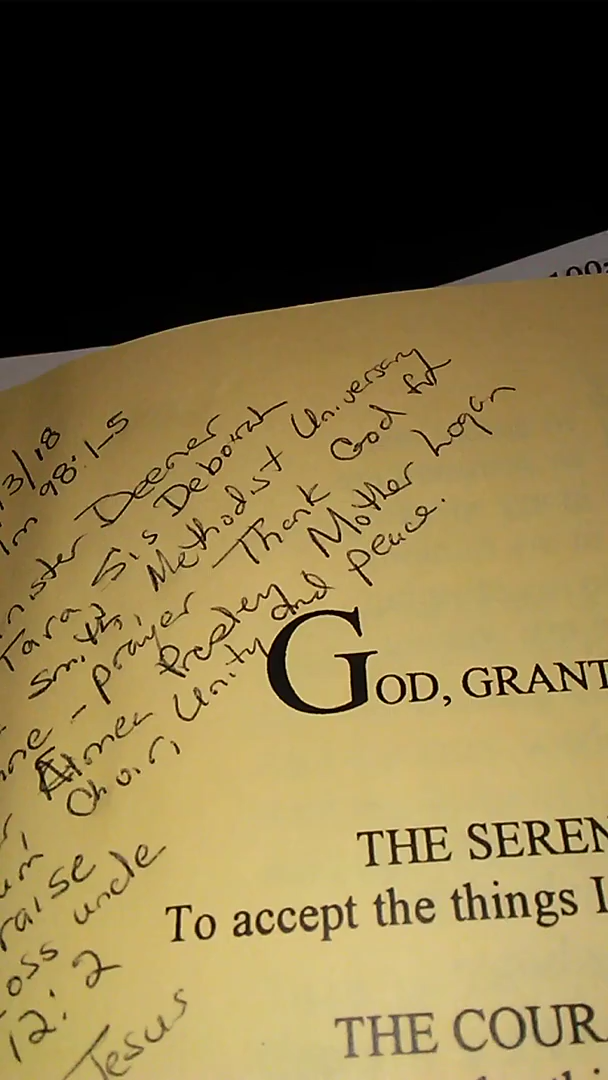 3/18
98:1-5
Deener
Tara Sis Deborah
Smith, Methodist Universary
prayer Thank God for
Presley Mother Logan
Aimee Unity and peace.
Choir,
raise
oss uncle
12:2
Jesus
GOD, GRANT
THE SEREN
To accept the things I
THE COUR